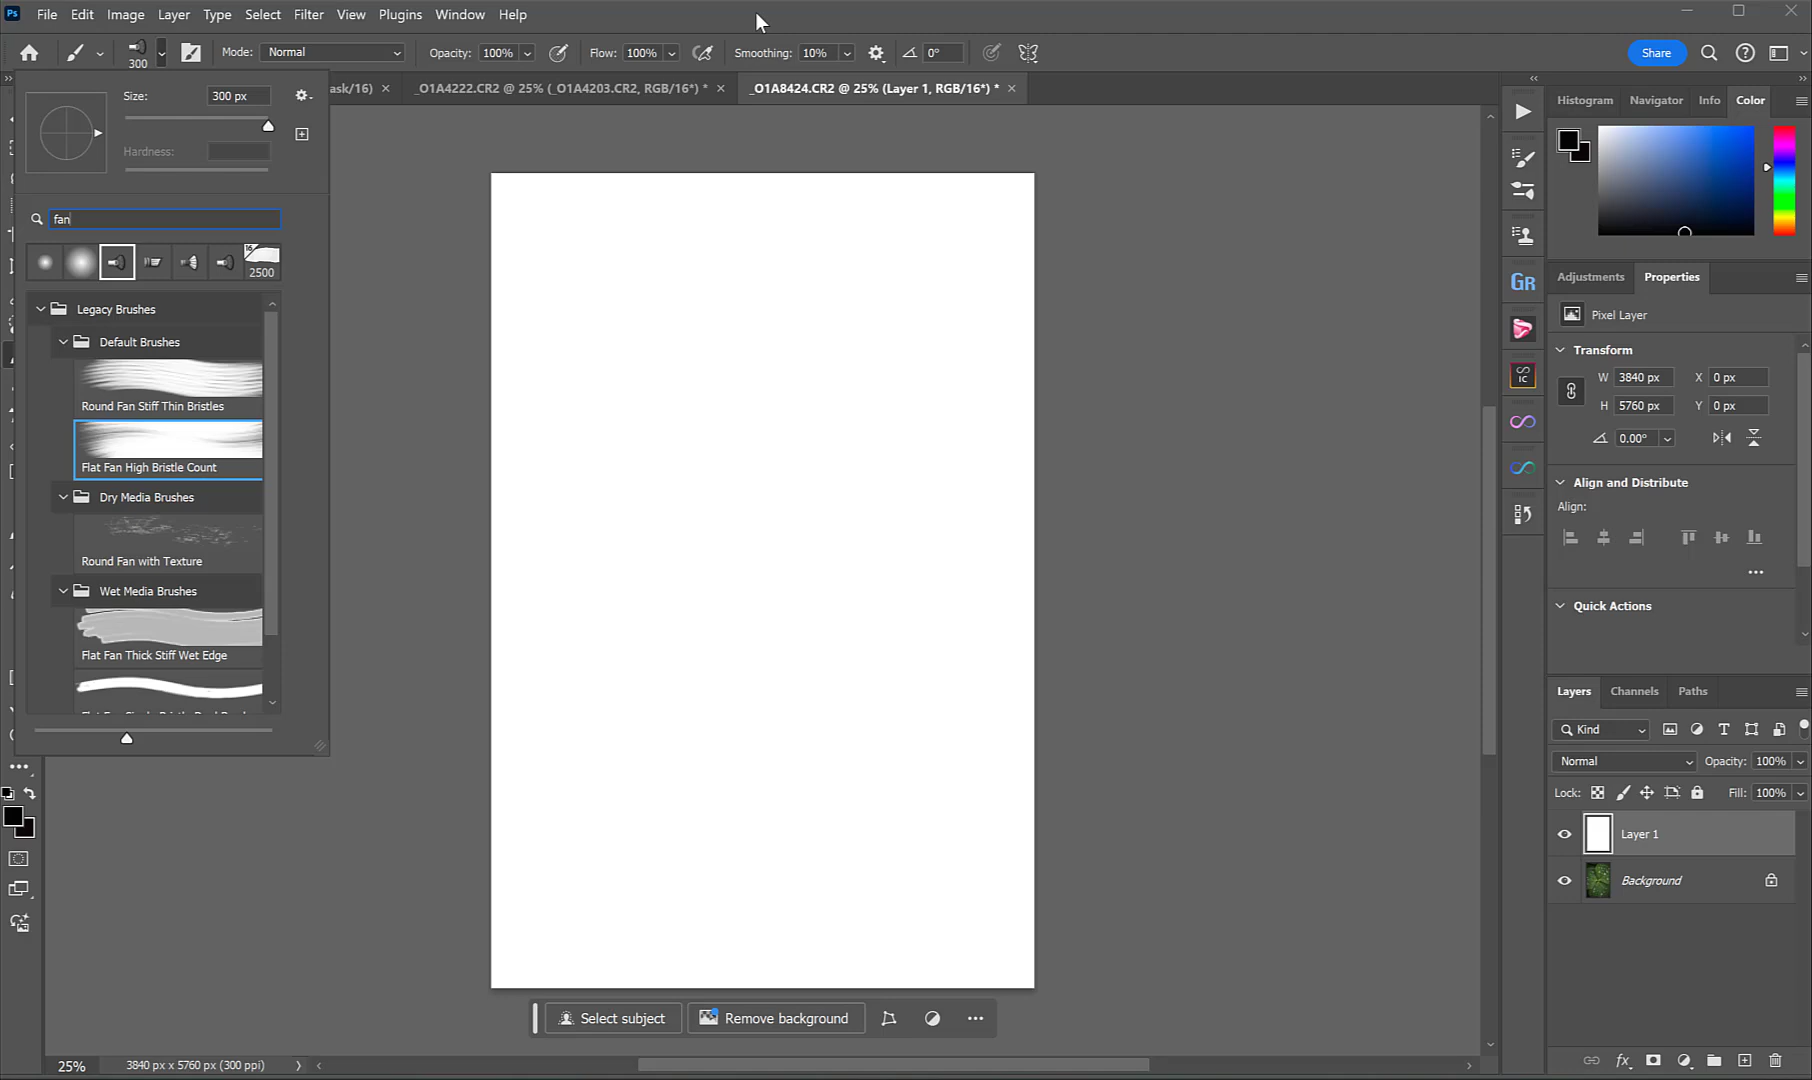 Ps File Edit Image Layer Type Select Filter View Plugins Window Help
300 Mode: Normal Opacity: 100% Flow: 100% Smoothing: 10% 0° Share
ask/16) × _O1A4222.CR2 @ 25% (_O1A4203.CR2, RGB/16*) * × _O1A8424.CR2 @ 25% (Layer 1, RGB/16*) * ×
Size: 300 px
Hardness:
fan
16
2500
Legacy Brushes
Default Brushes
Round Fan Stiff Thin Bristles
Flat Fan High Bristle Count
Dry Media Brushes
Round Fan with Texture
Wet Media Brushes
Flat Fan Thick Stiff Wet Edge
Select subject Remove background
25% 3840 px x 5760 px (300 ppi)
Gr
IC
Histogram Navigator Info Color
Adjustments Properties
Pixel Layer
Transform
W 3840 px X 0 px
H 5760 px Y 0 px
0.00°
Align and Distribute
Align:
Quick Actions
Layers Channels Paths
Kind
Normal Opacity: 100%
Lock: Fill: 100%
Layer 1
Background
fx